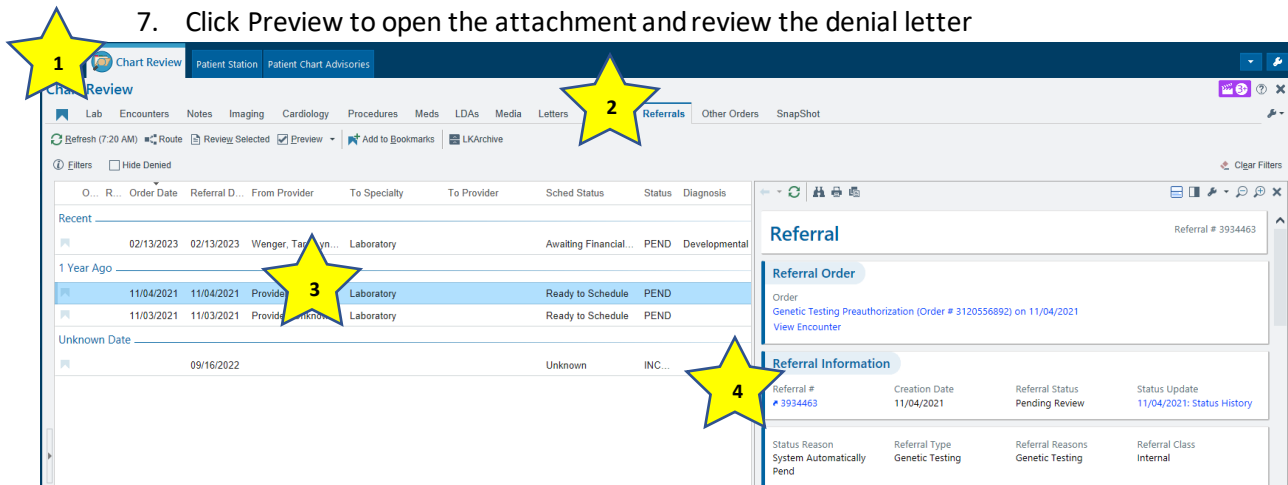 7. Click Preview to open the attachment and review the denial letter
1
Chart Review Patient Station Patient Chart Advisories
Chart Review
3+
Lab Encounters Notes Imaging Cardiology Procedures Meds LDAs Media Letters 2 Referrals Other Orders SnapShot
Refresh (7:20 AM) Route Review Selected Preview Add to Bookmarks LKArchive
Filters Hide Denied Clear Filters
O... R... Order Date Referral D... From Provider To Specialty To Provider Sched Status Status Diagnosis
Recent
02/13/2023 02/13/2023 Wenger, Laboratory Awaiting Financial... PEND Developmental
1 Year Ago
11/04/2021 11/04/2021 3 Laboratory Ready to Schedule PEND
11/03/2021 11/03/2021 Laboratory Ready to Schedule PEND
Unknown Date
09/16/2022 Unknown INC...
4
Referral Referral # 3934463
Referral Order
Order
Genetic Testing Preauthorization (Order # 3120556892) on 11/04/2021
View Encounter
Referral Information
Referral # Creation Date Referral Status Status Update
3934463 11/04/2021 Pending Review 11/04/2021: Status History
Status Reason Referral Type Referral Reasons Referral Class
System Automatically Genetic Testing Genetic Testing Internal
Pend